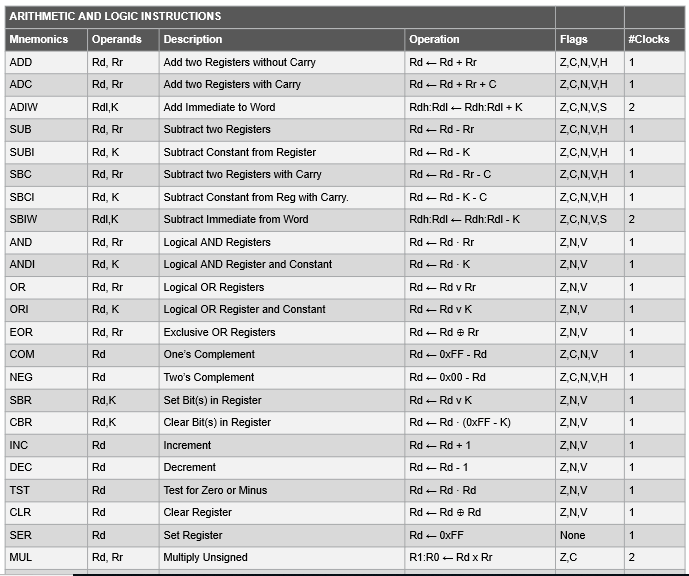 ARITHMETIC AND LOGIC INSTRUCTIONS
Mnemonics Operands Description Operation Flags #Clocks
ADD Rd, Rr Add two Registers without Carry Rd ← Rd + Rr Z,C,N,V,H 1
ADC Rd, Rr Add two Registers with Carry Rd ← Rd + Rr + C Z,C,N,V,H 1
ADIW Rdl,K Add Immediate to Word Rdh:Rdl ← Rdh:Rdl + K Z,C,N,V,S 2
SUB Rd, Rr Subtract two Registers Rd ← Rd - Rr Z,C,N,V,H 1
SUBI Rd, K Subtract Constant from Register Rd ← Rd - K Z,C,N,V,H 1
SBC Rd, Rr Subtract two Registers with Carry Rd ← Rd - Rr - C Z,C,N,V,H 1
SBCI Rd, K Subtract Constant from Reg with Carry. Rd ← Rd - K - C Z,C,N,V,H 1
SBIW Rdl,K Subtract Immediate from Word Rdh:Rdl ← Rdh:Rdl - K Z,C,N,V,S 2
AND Rd, Rr Logical AND Registers Rd ← Rd · Rr Z,N,V 1
ANDI Rd, K Logical AND Register and Constant Rd ← Rd · K Z,N,V 1
OR Rd, Rr Logical OR Registers Rd ← Rd v Rr Z,N,V 1
ORI Rd, K Logical OR Register and Constant Rd ← Rd v K Z,N,V 1
EOR Rd, Rr Exclusive OR Registers Rd ← Rd ⊕ Rr Z,N,V 1
COM Rd One's Complement Rd ← 0xFF - Rd Z,C,N,V 1
NEG Rd Two's Complement Rd ← 0x00 - Rd Z,C,N,V,H 1
SBR Rd,K Set Bit(s) in Register Rd ← Rd v K Z,N,V 1
CBR Rd,K Clear Bit(s) in Register Rd ← Rd · (0xFF - K) Z,N,V 1
INC Rd Increment Rd ← Rd + 1 Z,N,V 1
DEC Rd Decrement Rd ← Rd - 1 Z,N,V 1
TST Rd Test for Zero or Minus Rd ← Rd · Rd Z,N,V 1
CLR Rd Clear Register Rd ← Rd ⊕ Rd Z,N,V 1
SER Rd Set Register Rd ← 0xFF None 1
MUL Rd, Rr Multiply Unsigned R1:R0 ← Rd x Rr Z,C 2